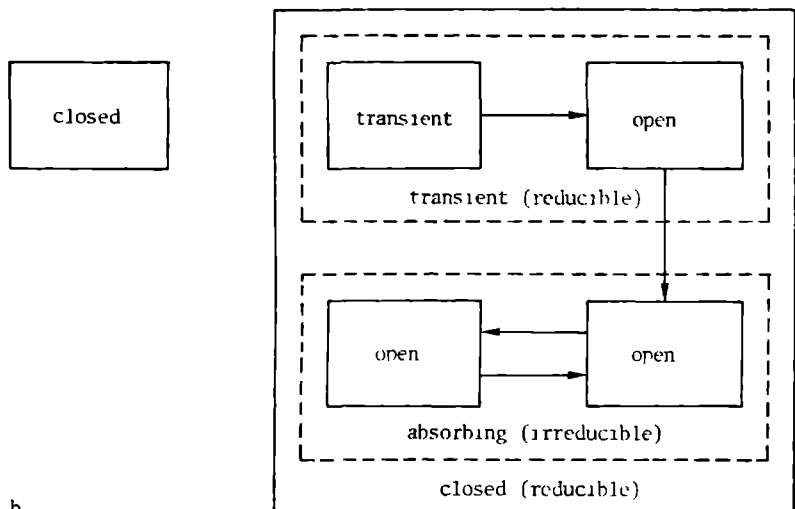 closed
transient
open
transient (reducible)
open
open
absorbing (irreducible)
closed (reducible)